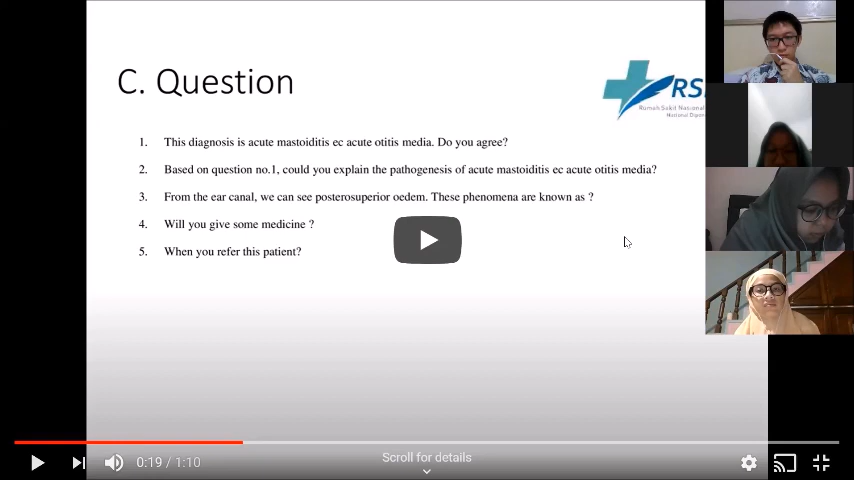 C. Question
RS
Rumah Sakit Nasional
National Dipon
1. This diagnosis is acute mastoiditis ec acute otitis media. Do you agree?
2. Based on question no.1, could you explain the pathogenesis of acute mastoiditis ec acute otitis media?
3. From the ear canal, we can see posterosuperior oedem. These phenomena are known as ?
4. Will you give some medicine ?
5. When you refer this patient?
0:19 / 1:10
Scroll for details